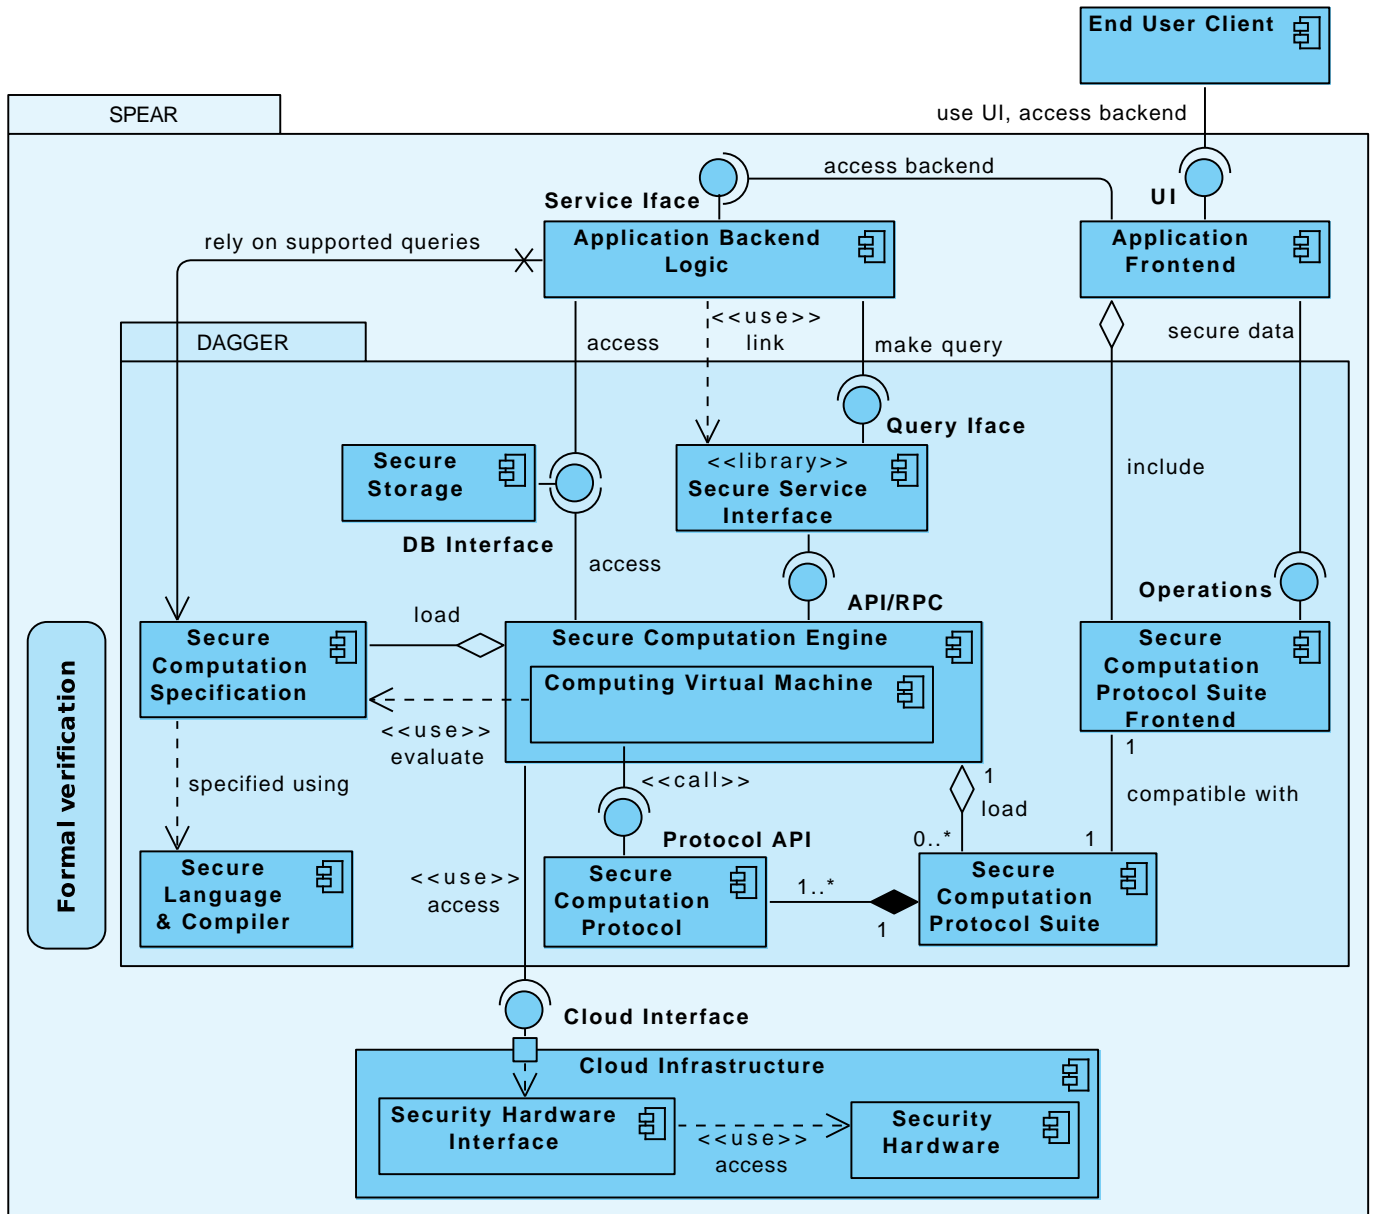 End User Client
SPEAR
use UI, access backend
access backend
Service Iface
UI
rely on supported queries
Application Backend
Logic
Application
Frontend
<<use>>
link
access
make query
secure data
DAGGER
Query Iface
Secure
Storage
<<library>>
Secure Service
Interface
include
DB Interface
access
API/RPC
Operations
load
Secure
Computation
Specification
Secure Computation Engine
Computing Virtual Machine
Secure
Computation
Protocol Suite
Frontend
<<use>>
evaluate
Formal verification
specified using
<<call>>
1
load
1
compatible with
0..*
1
Protocol API
Secure
Language
& Compiler
<<use>>
access
Secure
Computation
Protocol
1..*
1
Secure
Computation
Protocol Suite
Cloud Interface
Cloud Infrastructure
Security Hardware
Interface
<<use>>
access
Security
Hardware